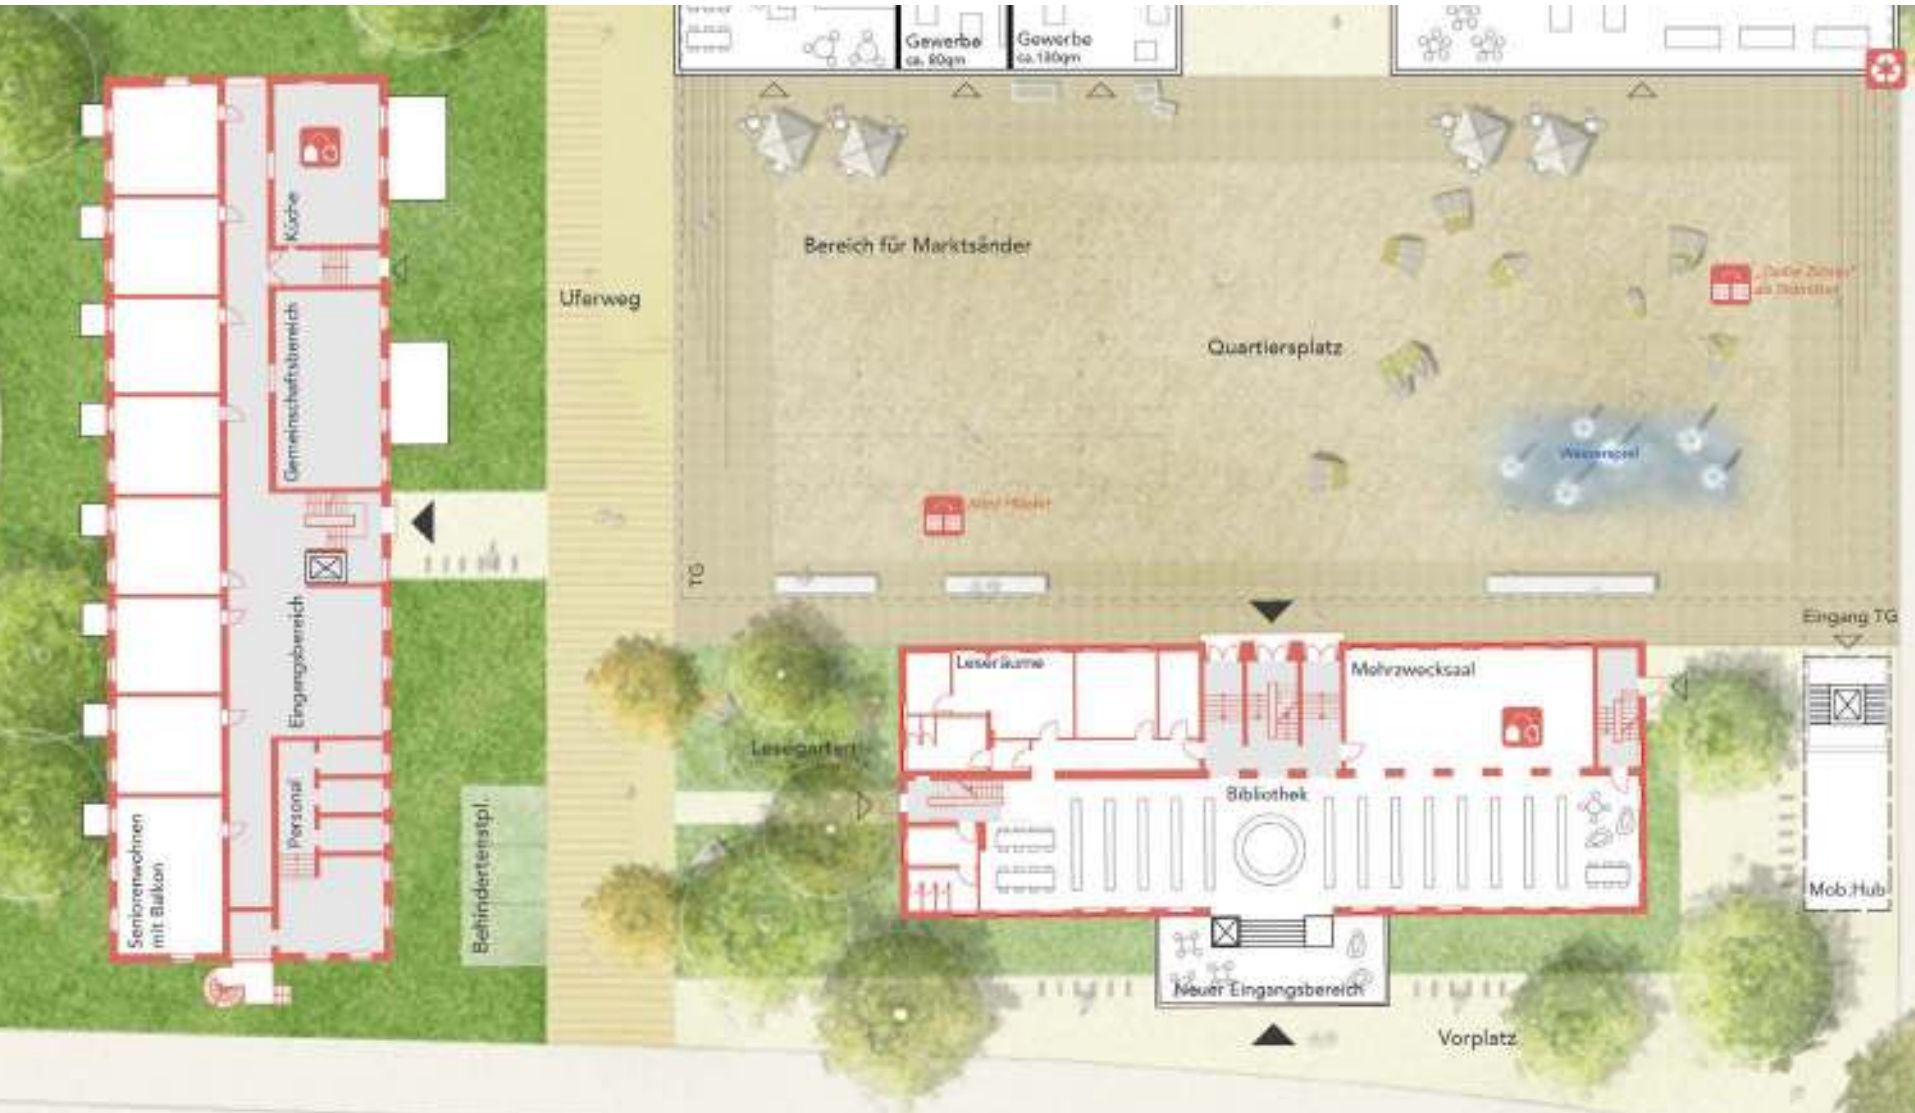 Gewerbe
ca. 80qm
Gewerbe
ca. 130qm
Küche
Gemeinschaftsbereich
Eingangsbereich
Personal
Seniorenwohnen
mit Balkon
Behindertenstpl.
Uferweg
Bereich für Marktsänder
Quartiersplatz
Wasserspiel
TG
Eingang TG
Leseräume
Mehrzwecksaal
Lesegarten
Bibliothek
Mob.Hub
Neuer Eingangsbereich
Vorplatz